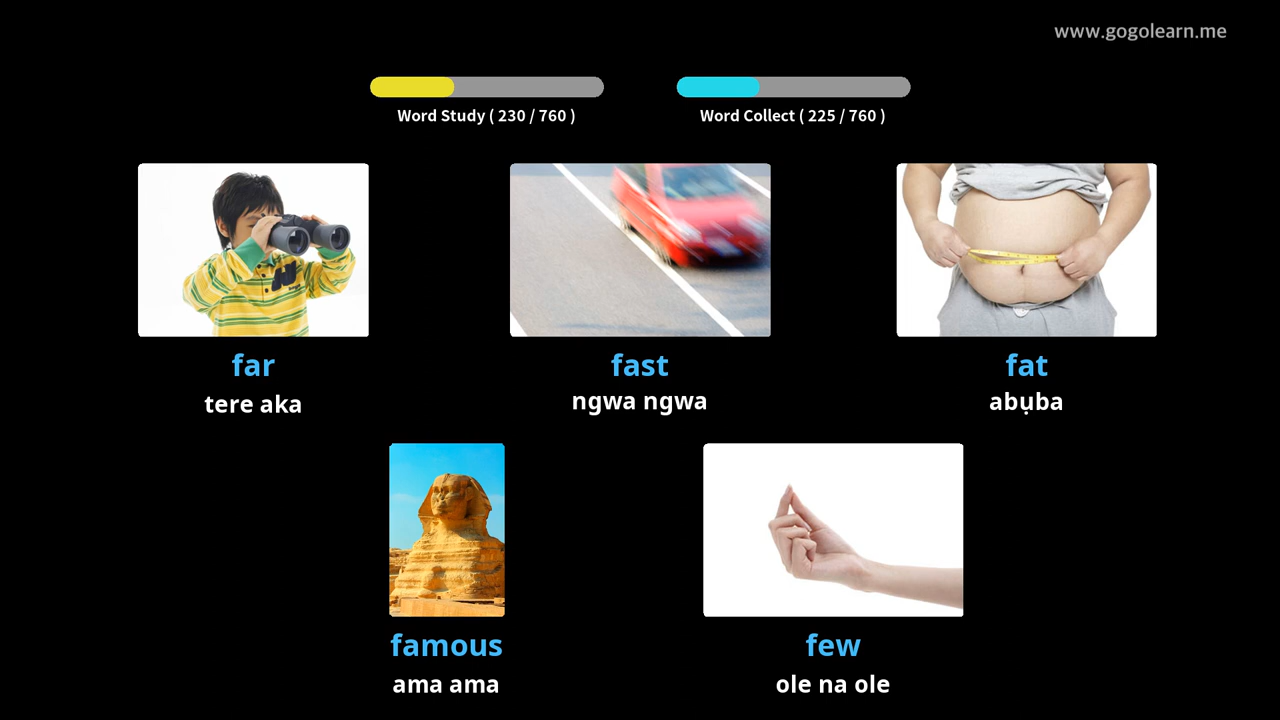 www.gogolearn.me
Word Study ( 230 / 760 )
Word Collect ( 225 / 760 )
far
tere aka
fast
ngwa ngwa
fat
abụba
famous
ama ama
few
ole na ole